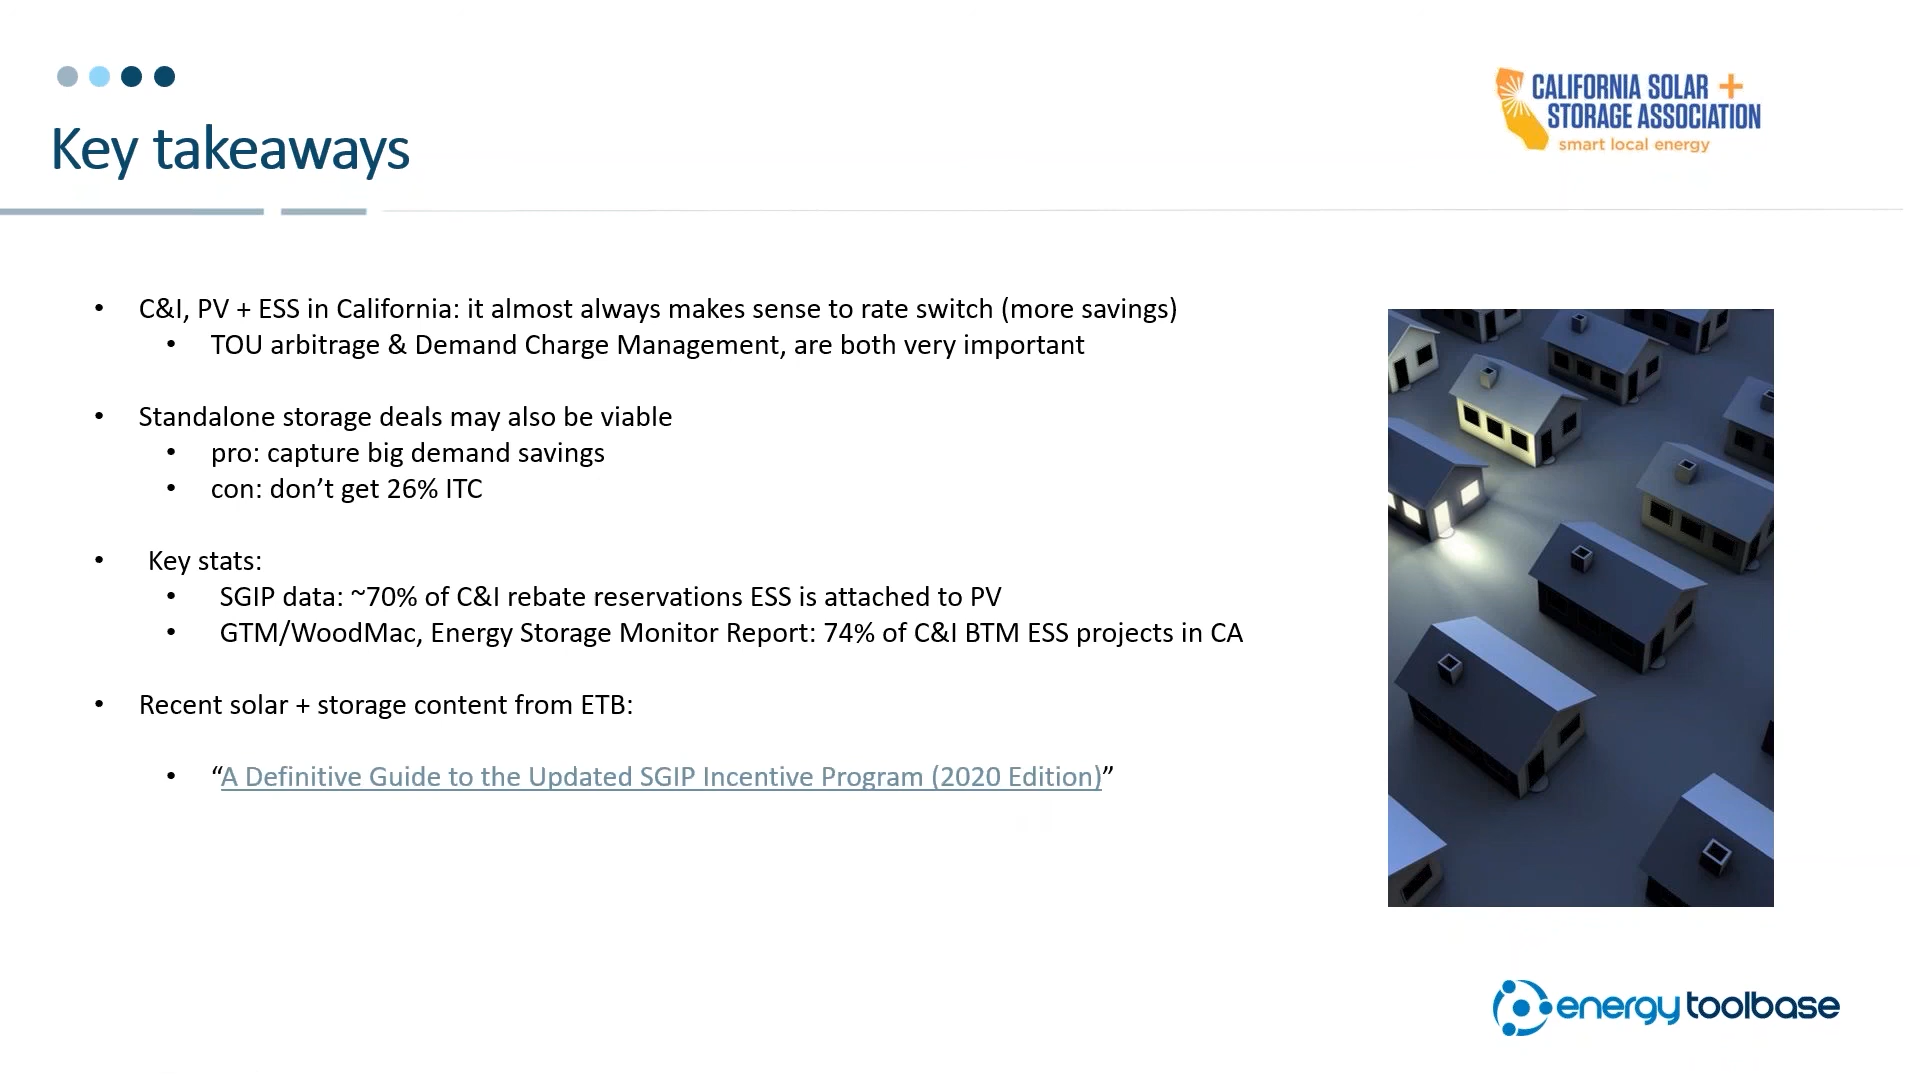 Key takeaways
CALIFORNIA SOLAR +
STORAGE ASSOCIATION
smart local energy
• C&I, PV + ESS in California: it almost always makes sense to rate switch (more savings)
• TOU arbitrage & Demand Charge Management, are both very important
• Standalone storage deals may also be viable
• pro: capture big demand savings
• con: don’t get 26% ITC
• Key stats:
• SGIP data: ~70% of C&I rebate reservations ESS is attached to PV
• GTM/WoodMac, Energy Storage Monitor Report: 74% of C&I BTM ESS projects in CA
• Recent solar + storage content from ETB:
• “A Definitive Guide to the Updated SGIP Incentive Program (2020 Edition)”
energy toolbase